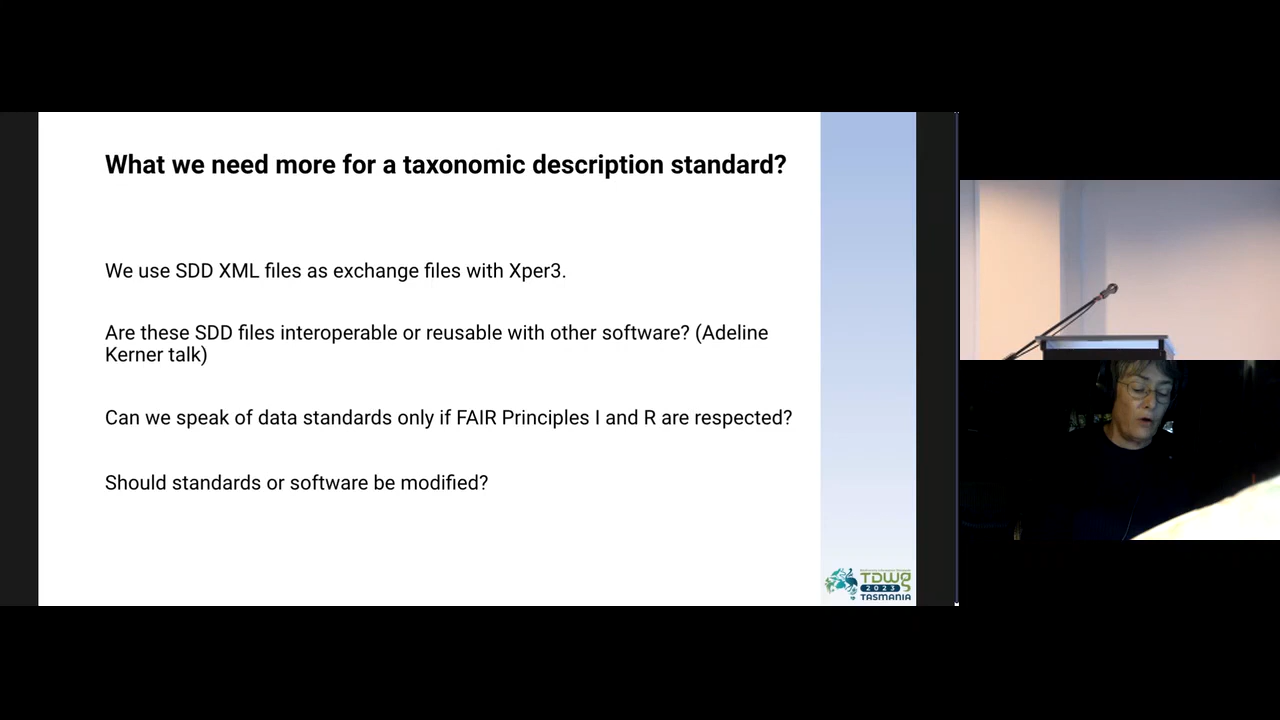 What we need more for a taxonomic description standard?
We use SDD XML files as exchange files with Xper3.
Are these SDD files interoperable or reusable with other software? (Adeline
Kerner talk)
Can we speak of data standards only if FAIR Principles I and R are respected?
Should standards or software be modified?
TDWG
2023
TASMANIA